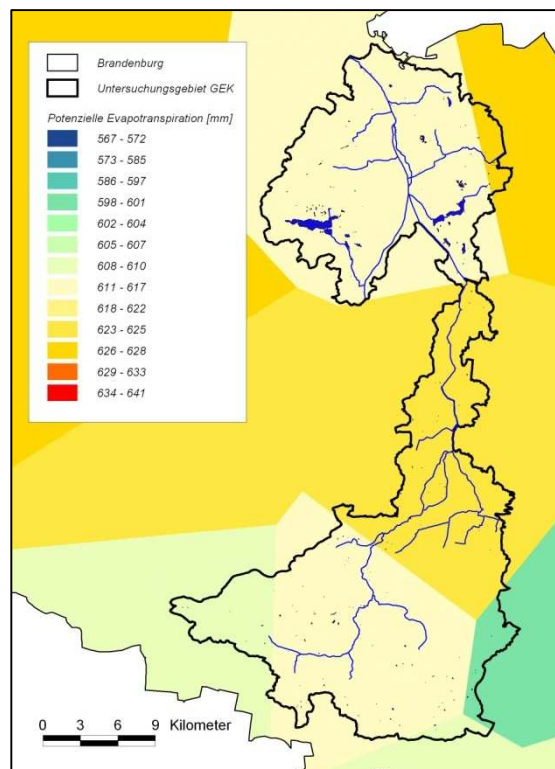 Brandenburg
Untersuchungsgebiet GEK
Potenzielle Evapotranspiration [mm]
567 - 572
573 - 585
586 - 597
598 - 601
602 - 604
605 - 607
608 - 610
611 - 617
618 - 622
623 - 625
626 - 628
629 - 633
634 - 641
0 3 6 9 Kilometer